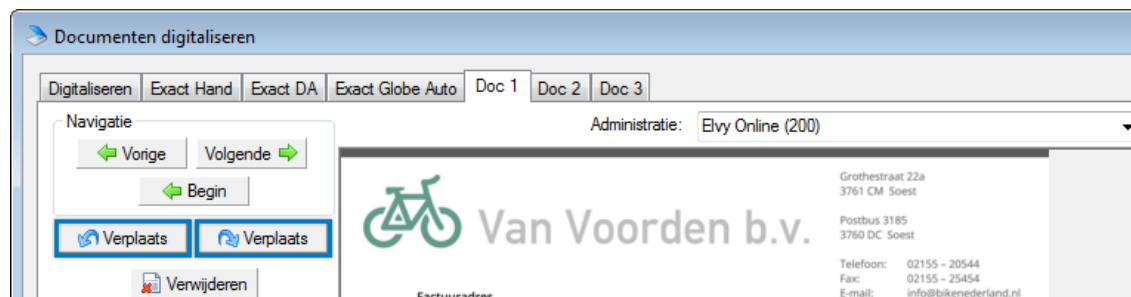 Documenten digitaliseren
Digitaliseren Exact Hand Exact DA Exact Globe Auto Doc 1 Doc 2 Doc 3
Navigatie
Administratie: Elvy Online (200)
Vorige Volgende
Begin
Verplaats Verplaats
Verwijderen
Van Voorden b.v.
Grothestraat 22a
3761 CM Soest
Postbus 3185
3760 DC Soest
Telefoon: 02155 – 20544
Fax: 02155 – 25454
E-mail: info@bikenederland.nl
Factuuradres